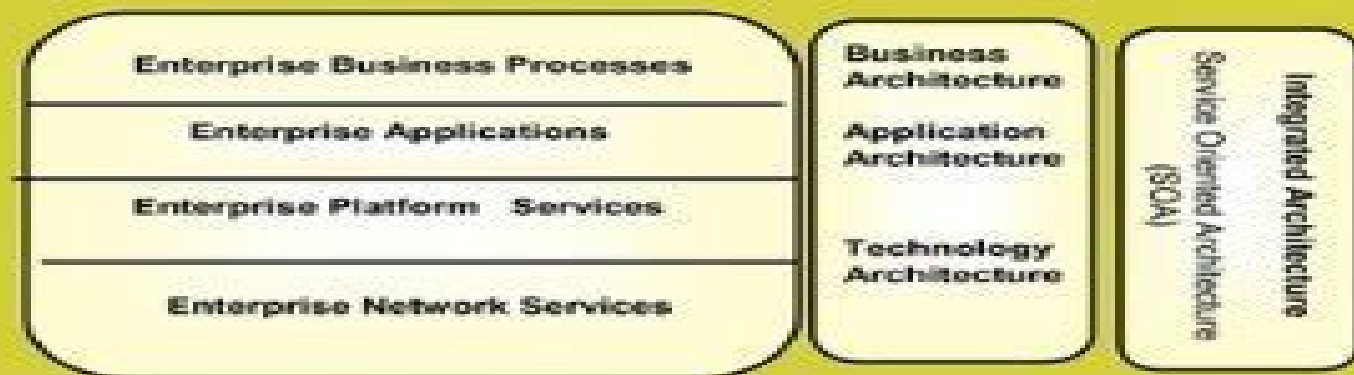 Enterprise Business Processes
Enterprise Applications
Enterprise Platform Services
Enterprise Network Services
Business
Architecture
Application
Architecture
Technology
Architecture
Integrated Architecture
Service Oriented Architecture
(SOA)